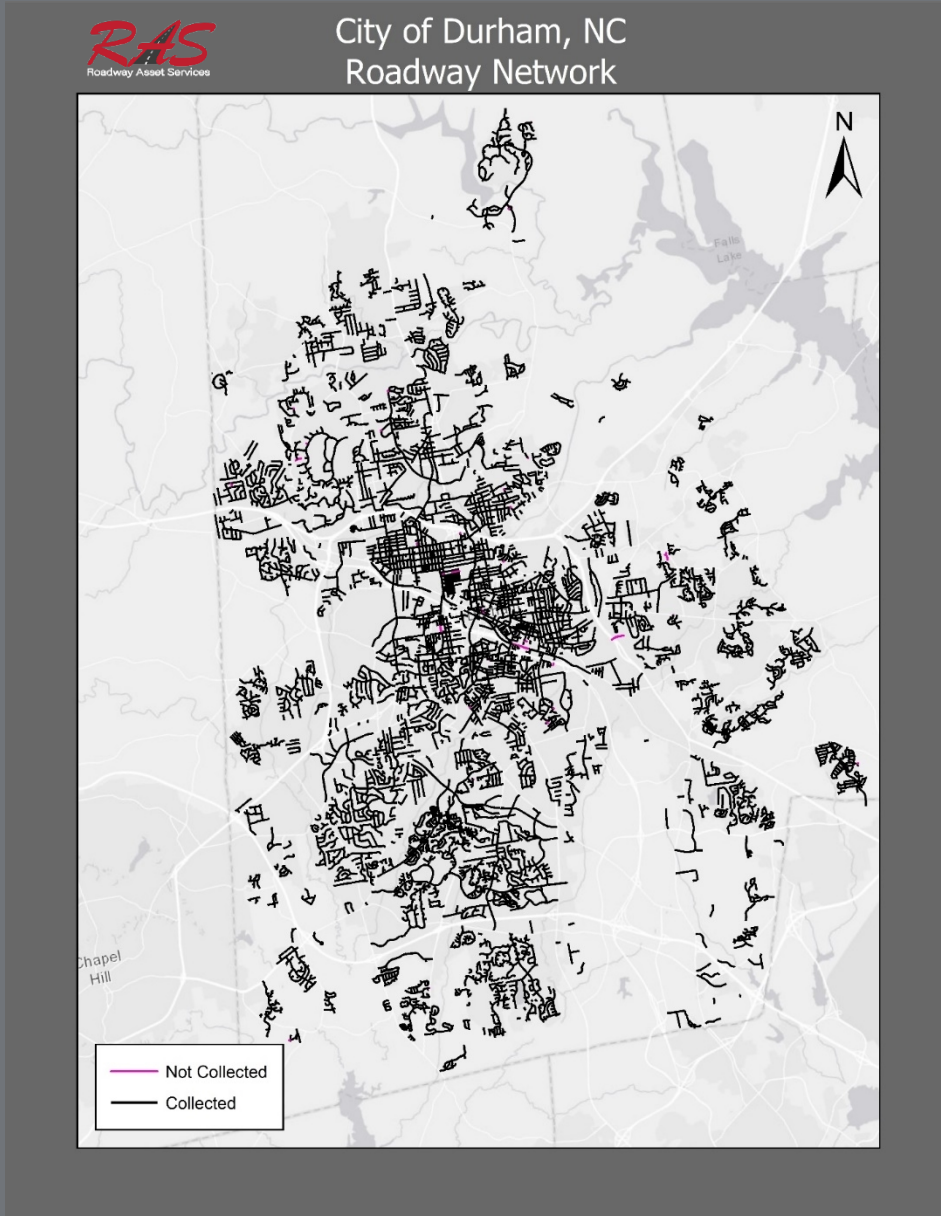 RAS
Roadway Asset Services
City of Durham, NC
Roadway Network
N
Falls
Lake
Chapel
Hill
Not Collected
Collected